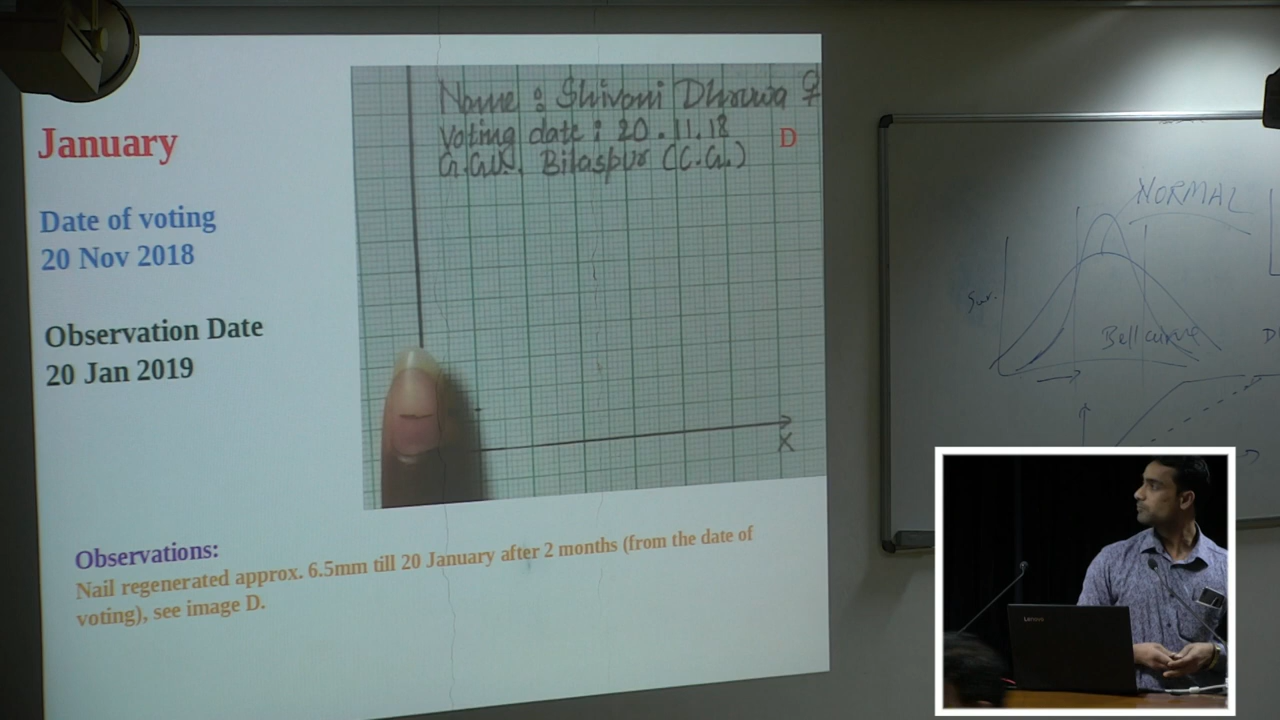 January
Date of voting
20 Nov 2018
Observation Date
20 Jan 2019
Name : Shivani Dhruwa ♀
Voting date : 20.11.18
G.G.V. Bilaspur (C.G.)
D
X
Observations:
Nail regenerated approx. 6.5mm till 20 January after 2 months (from the date of
voting), see image D.
NORMAL
Sur.
Bell curve
D
Lenovo